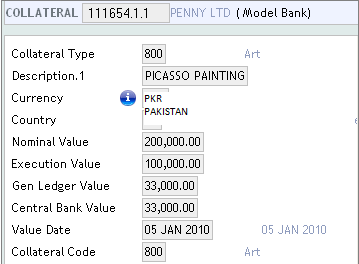 COLLATERAL 111654.1.1 PENNY LTD (Model Bank)
Collateral Type 800 Art
Description.1 PICASSO PAINTING
Currency PKR
Country PAKISTAN
Nominal Value 200,000.00
Execution Value 100,000.00
Gen Ledger Value 33,000.00
Central Bank Value 33,000.00
Value Date 05 JAN 2010 05 JAN 2010
Collateral Code 800 Art